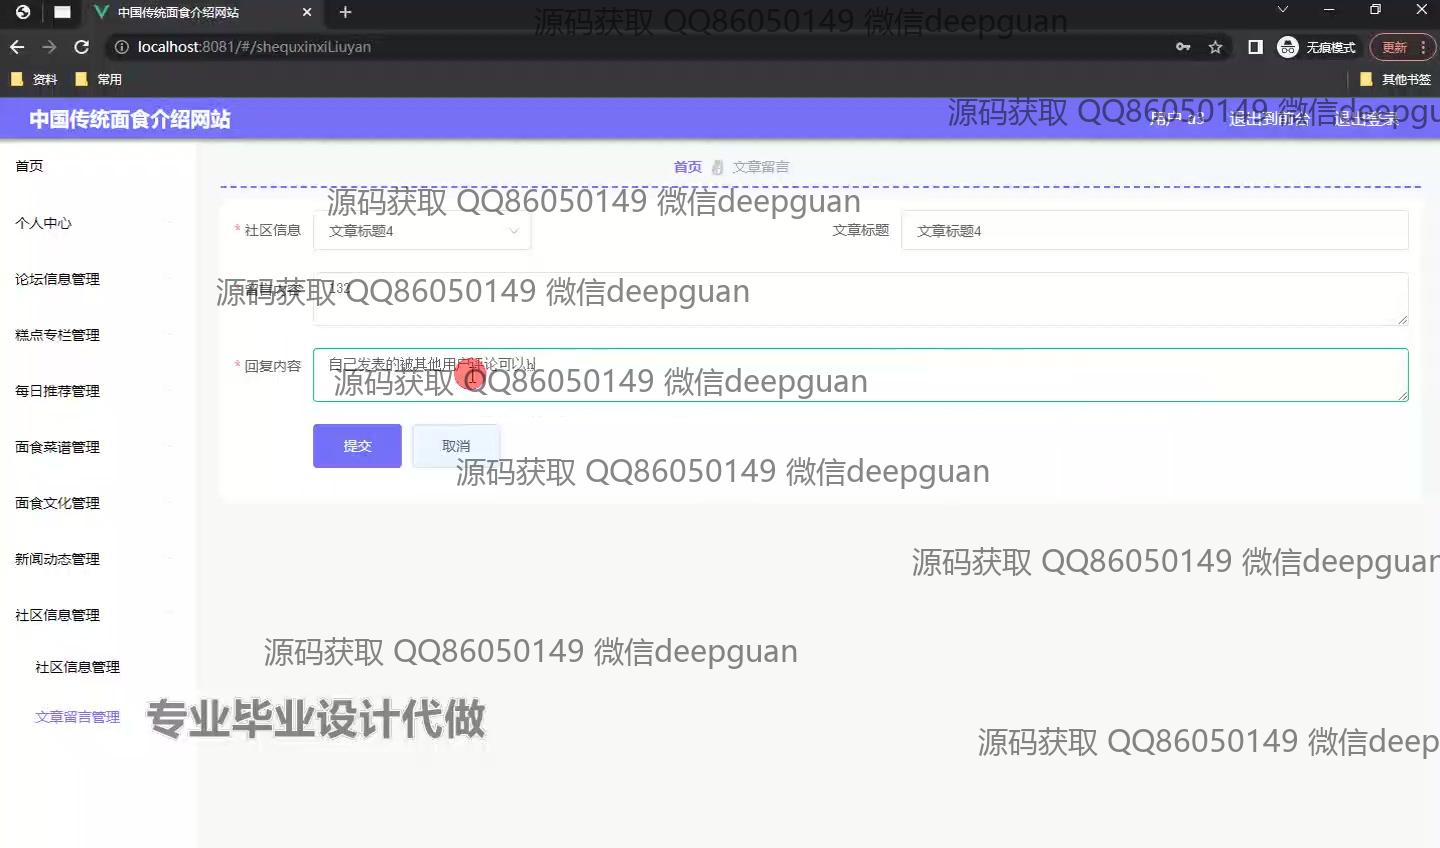 中国传统面食介绍网站
源码获取 QQ86050149 微信deepguan
localhost:8081/#/shequxinxiLiuyan
无痕模式
更新
资料
常用
其他书签
中国传统面食介绍网站
源码获取 QQ86050149 微信deepgu
退出到前台
退出登录
首页
首页
文章留言
源码获取 QQ86050149 微信deepguan
个人中心
* 社区信息
文章标题4
文章标题
文章标题4
论坛信息管理
源码获取 QQ86050149 微信deepguan
132
糕点专栏管理
* 回复内容
自己发表的被其他用户评论可以
源码获取 QQ86050149 微信deepguan
每日推荐管理
面食菜谱管理
提交
取消
源码获取 QQ86050149 微信deepguan
面食文化管理
新闻动态管理
源码获取 QQ86050149 微信deepguan
社区信息管理
源码获取 QQ86050149 微信deepguan
社区信息管理
文章留言管理
专业毕业设计代做
源码获取 QQ86050149 微信deep